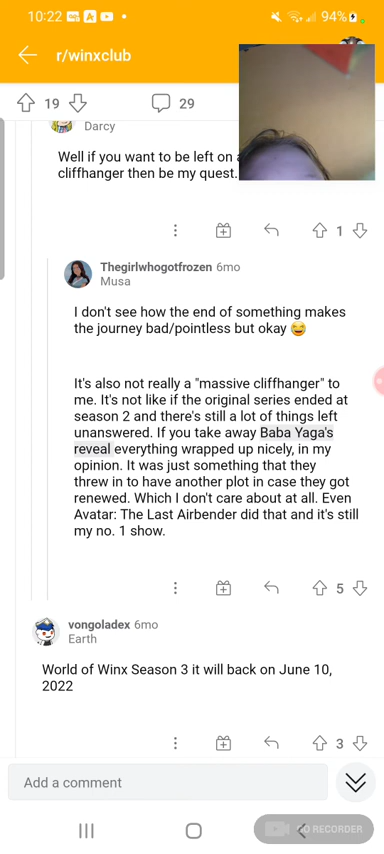 10:22
94%
r/winxclub
19
29
Darcy
Well if you want to be left on a
cliffhanger then be my quest.
1
Thegirlwhogotfrozen 6mo
Musa
I don't see how the end of something makes
the journey bad/pointless but okay 😂
It's also not really a "massive cliffhanger" to
me. It's not like if the original series ended at
season 2 and there's still a lot of things left
unanswered. If you take away Baba Yaga's
reveal everything wrapped up nicely, in my
opinion. It was just something that they
threw in to have another plot in case they got
renewed. Which I don't care about at all. Even
Avatar: The Last Airbender did that and it's still
my no. 1 show.
5
vongoladex 6mo
Earth
World of Winx Season 3 it will back on June 10,
2022
3
Add a comment
RECORDER